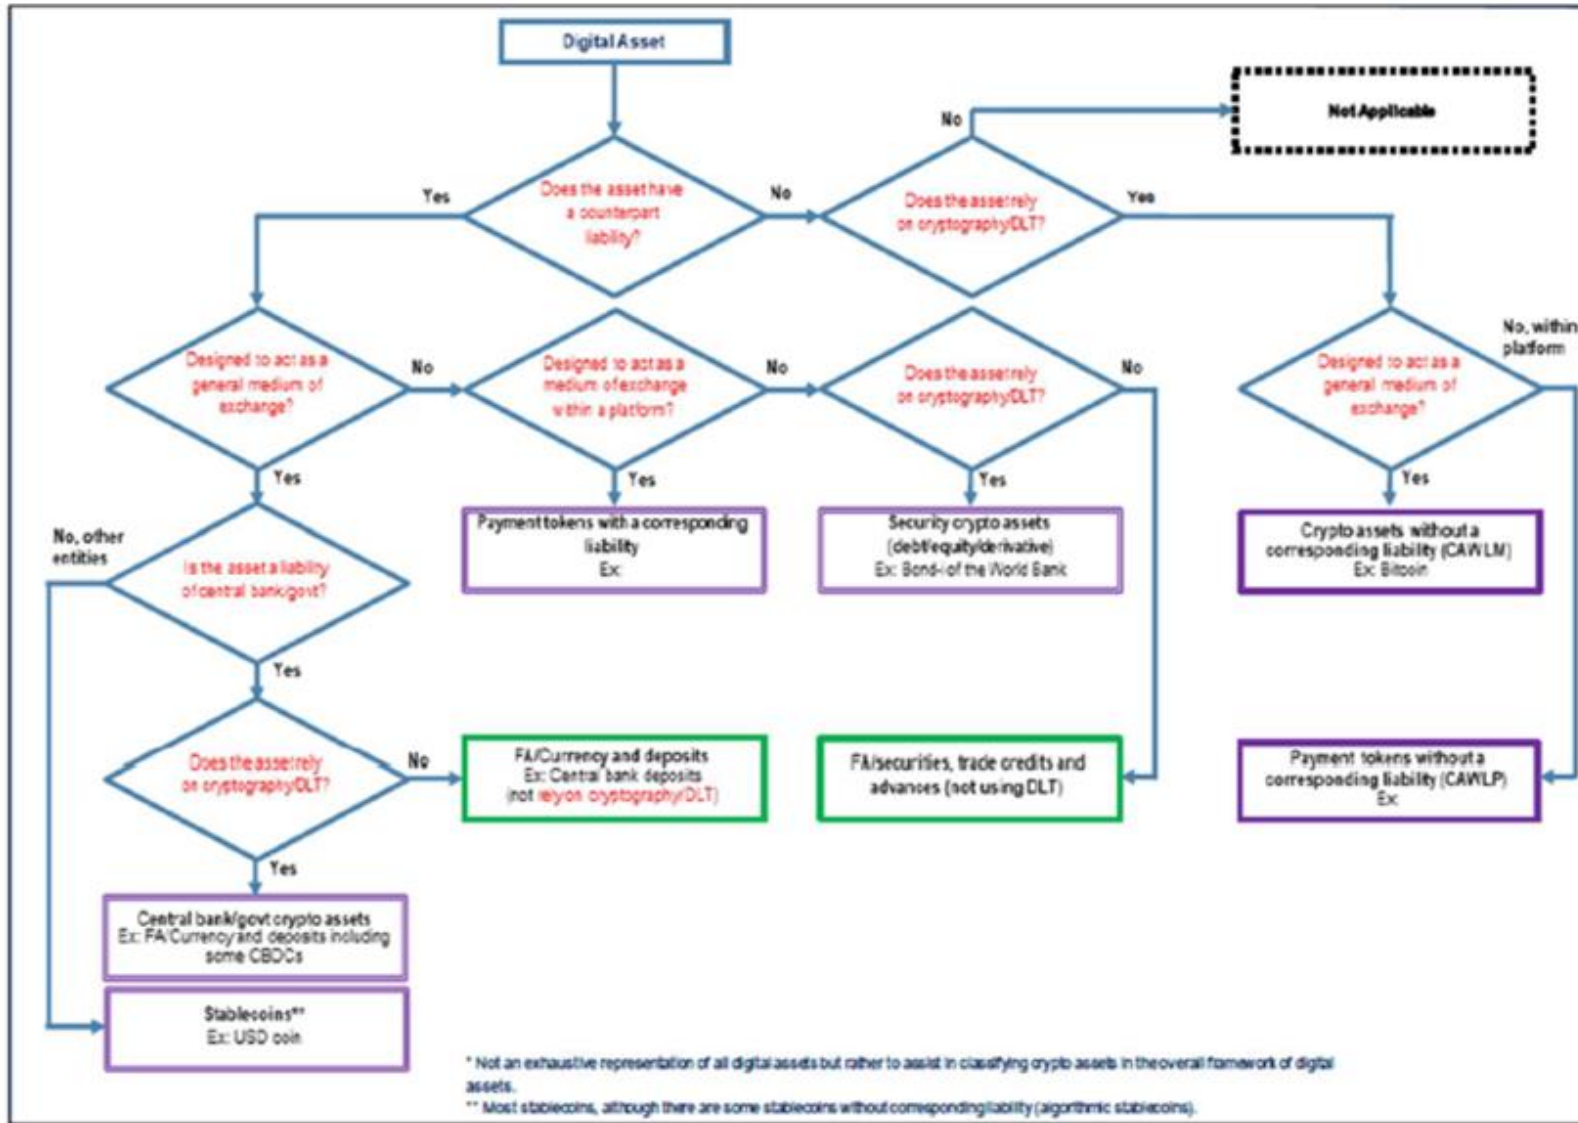 Digital Asset
Not Applicable
No
Yes
Does the asset have
a counterpart
liability?
No
Does the asset rely
on cryptography/DLT?
Yes
Designed to act as a
general medium of
exchange?
No
Designed to act as a
medium of exchange
within a platform?
No
Does the asset rely
on cryptography/DLT?
No
Designed to act as a
general medium of
exchange?
No, within
platform
Yes
Yes
Yes
Yes
No, other
entities
Is the asset a liability
of central bank/govt?
Payment tokens with a corresponding
liability
Ex:
Security crypto assets
(debt/equity/derivative)
Ex: Bond-i of the World Bank
Crypto assets without a
corresponding liability (CAWLM)
Ex: Bitcoin
Yes
Does the asset rely
on cryptography/DLT?
No
FA/Currency and deposits
Ex: Central bank deposits
(not rely on cryptography/DLT)
FA/securities, trade credits and
advances (not using DLT)
Payment tokens without a
corresponding liability (CAWLP)
Ex:
Yes
Central bank/govt crypto assets
Ex: FA/Currency and deposits including
some CBDCs
Stablecoins**
Ex: USD coin
* Not an exhaustive representation of all digital assets but rather to assist in classifying crypto assets in the overall framework of digital
assets.
** Most stablecoins, although there are some stablecoins without corresponding liability (algorithmic stablecoins).